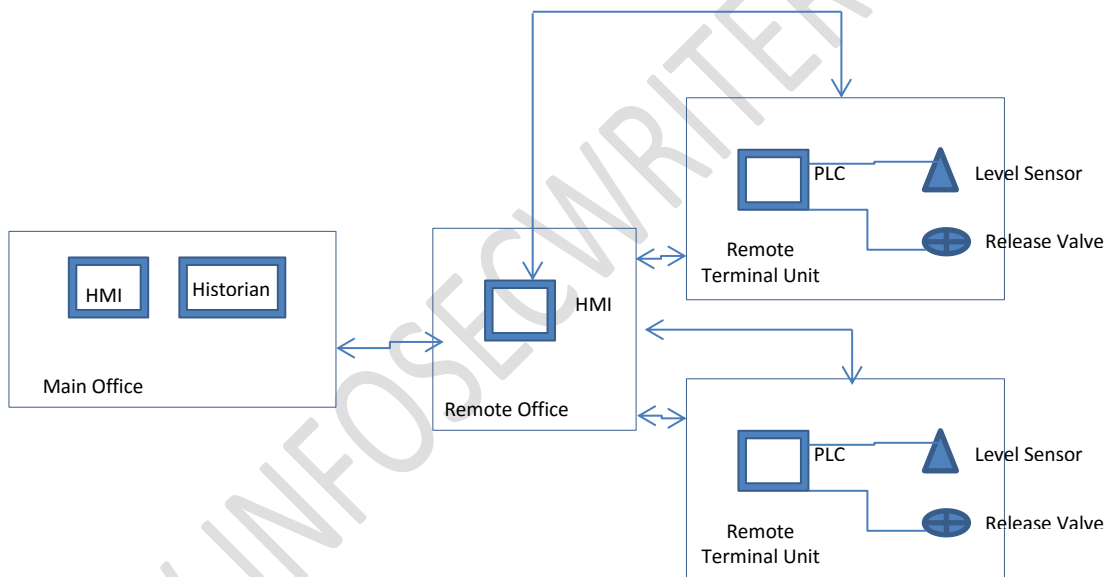 PLC
Level Sensor
Release Valve
Remote
Terminal Unit
HMI
Historian
Main Office
HMI
Remote Office
PLC
Level Sensor
Release Valve
Remote
Terminal Unit
INFOSECWRITER